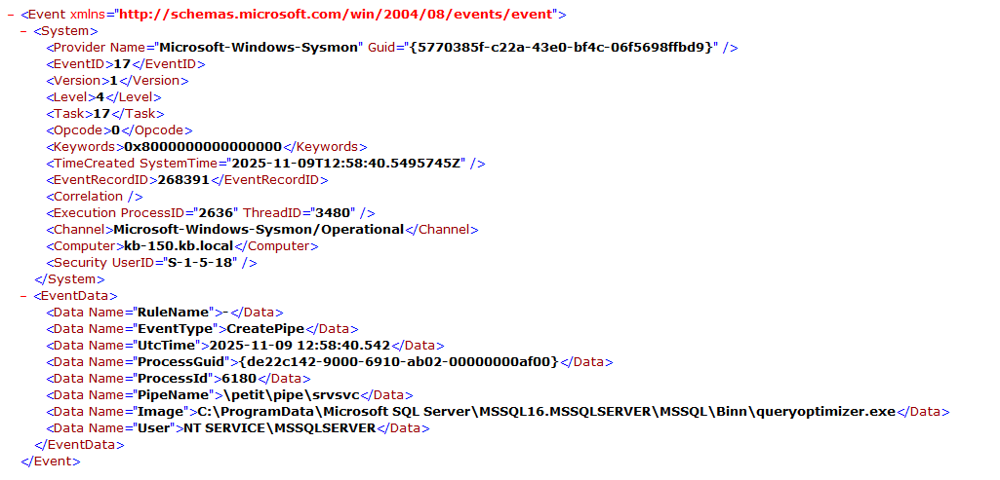 – <Event xmlns="http://schemas.microsoft.com/win/2004/08/events/event">
– <System>
<Provider Name="Microsoft-Windows-Sysmon" Guid="{5770385f-c22a-43e0-bf4c-06f5698ffbd9}" />
<EventID>17</EventID>
<Version>1</Version>
<Level>4</Level>
<Task>17</Task>
<Opcode>0</Opcode>
<Keywords>0x8000000000000000</Keywords>
<TimeCreated SystemTime="2025-11-09T12:58:40.5495745Z" />
<EventRecordID>268391</EventRecordID>
<Correlation />
<Execution ProcessID="2636" ThreadID="3480" />
<Channel>Microsoft-Windows-Sysmon/Operational</Channel>
<Computer>kb-150.kb.local</Computer>
<Security UserID="S-1-5-18" />
</System>
– <EventData>
<Data Name="RuleName">-</Data>
<Data Name="EventType">CreatePipe</Data>
<Data Name="UtcTime">2025-11-09 12:58:40.542</Data>
<Data Name="ProcessGuid">{de22c142-9000-6910-ab02-00000000af00}</Data>
<Data Name="ProcessId">6180</Data>
<Data Name="PipeName">\petit\pipe\srvsvc</Data>
<Data Name="Image">C:\ProgramData\Microsoft SQL Server\MSSQL16.MSSQLSERVER\MSSQL\Binn\queryoptimizer.exe</Data>
<Data Name="User">NT SERVICE\MSSQLSERVER</Data>
</EventData>
</Event>